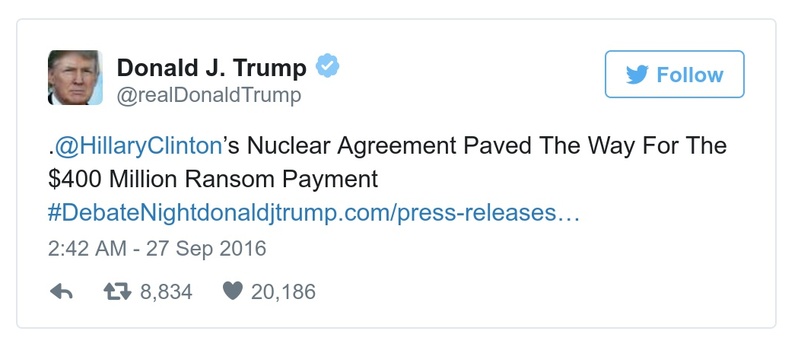 Donald J. Trump
@realDonaldTrump
Follow
.@HillaryClinton’s Nuclear Agreement Paved The Way For The
$400 Million Ransom Payment
#DebateNightdonaldjtrump.com/press-releases…
2:42 AM - 27 Sep 2016
8,834 20,186